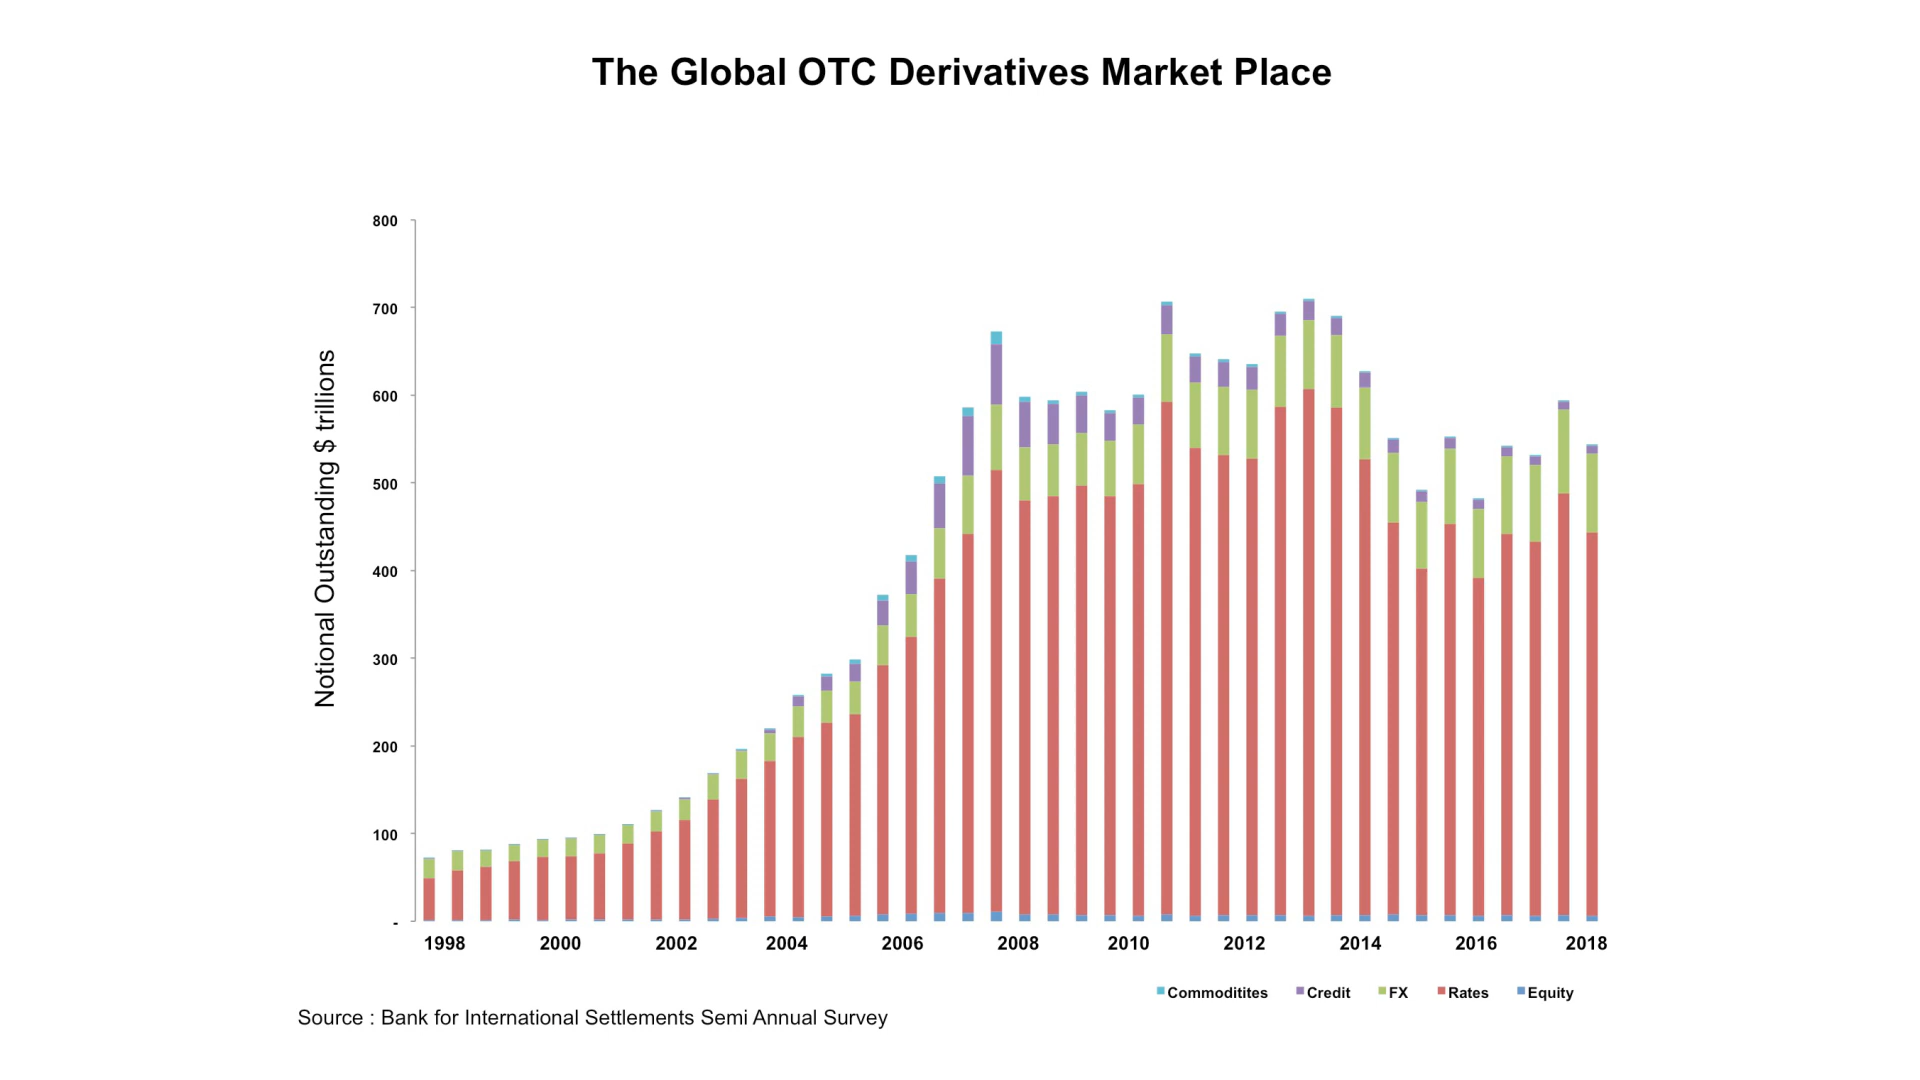 The Global OTC Derivatives Market Place
Notional Outstanding $ trillions
800
700
600
500
400
300
200
100
-
1998 2000 2002 2004 2006 2008 2010 2012 2014 2016 2018
Commoditites Credit FX Rates Equity
Source : Bank for International Settlements Semi Annual Survey